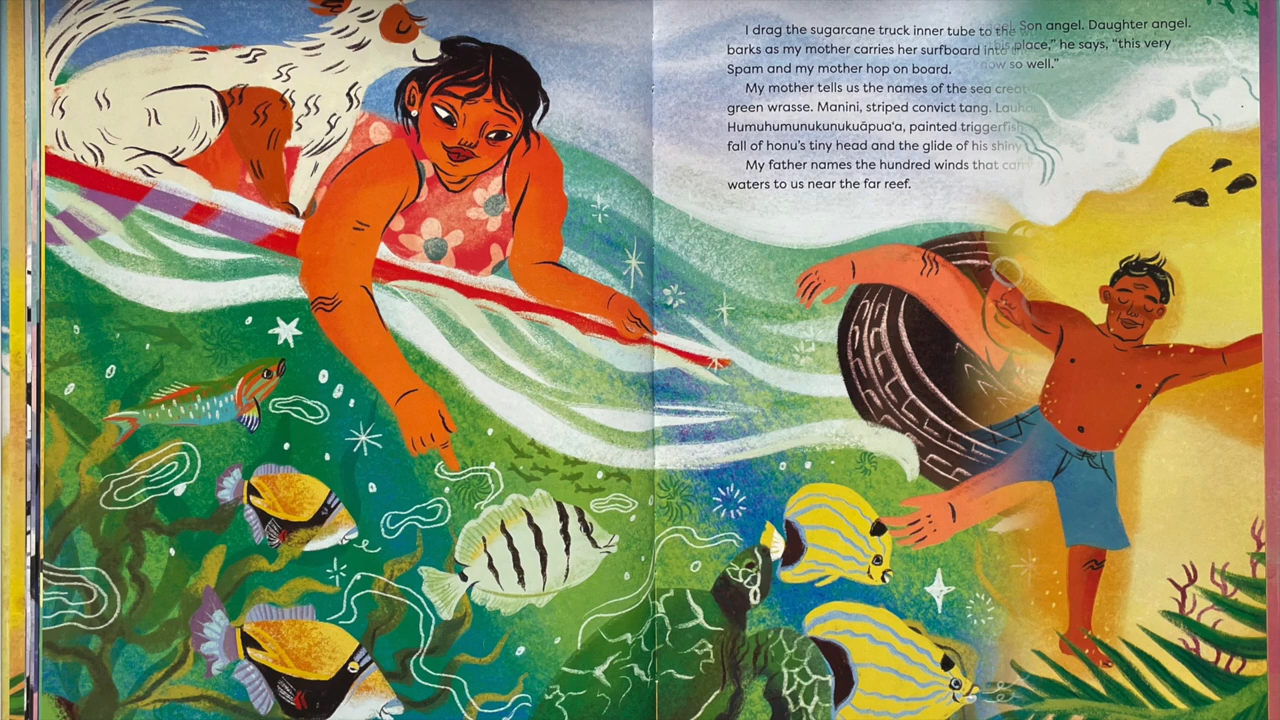 I drag the sugarcane truck inner tube to the Son angel. Daughter angel.
barks as my mother carries her surfboard into place,” he says, “this very
Spam and my mother hop on board. now so well.”
My mother tells us the names of the sea
green wrasse. Manini, striped convict tang.
Humuhumunukunukuāpuaʻa, painted triggerfish
fall of honu’s tiny head and the glide of his shiny
My father names the hundred winds that carry
waters to us near the far reef.